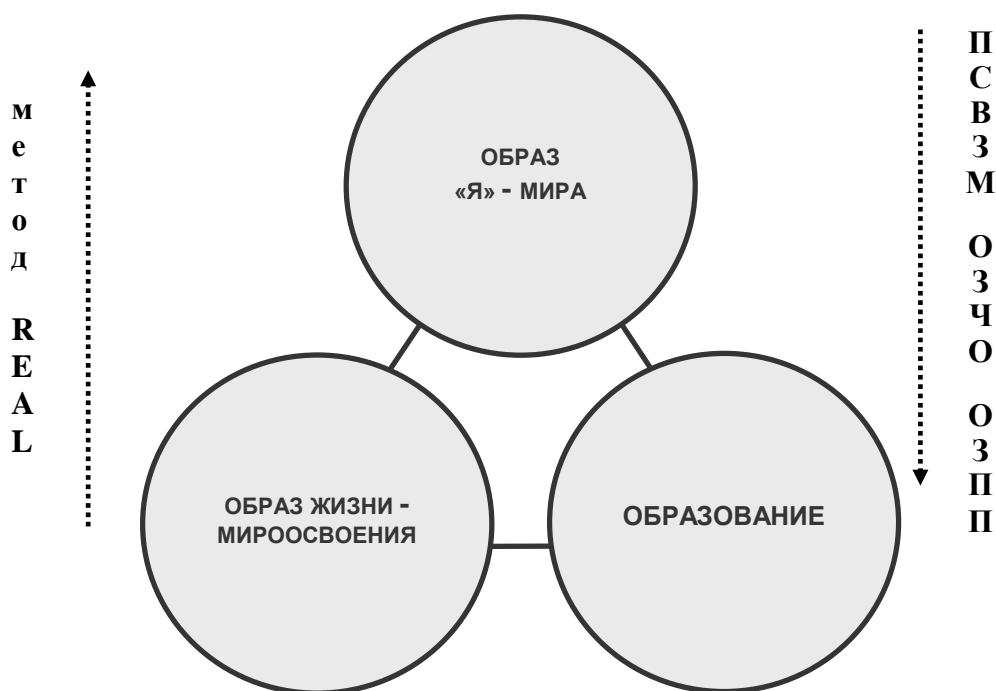 метод REAL
ОБРАЗ
«Я» - МИРА
ОБРАЗ ЖИЗНИ -
МИРООСВОЕНИЯ
ОБРАЗОВАНИЕ
ПСВЗМ ОЗЧО ОЗПП